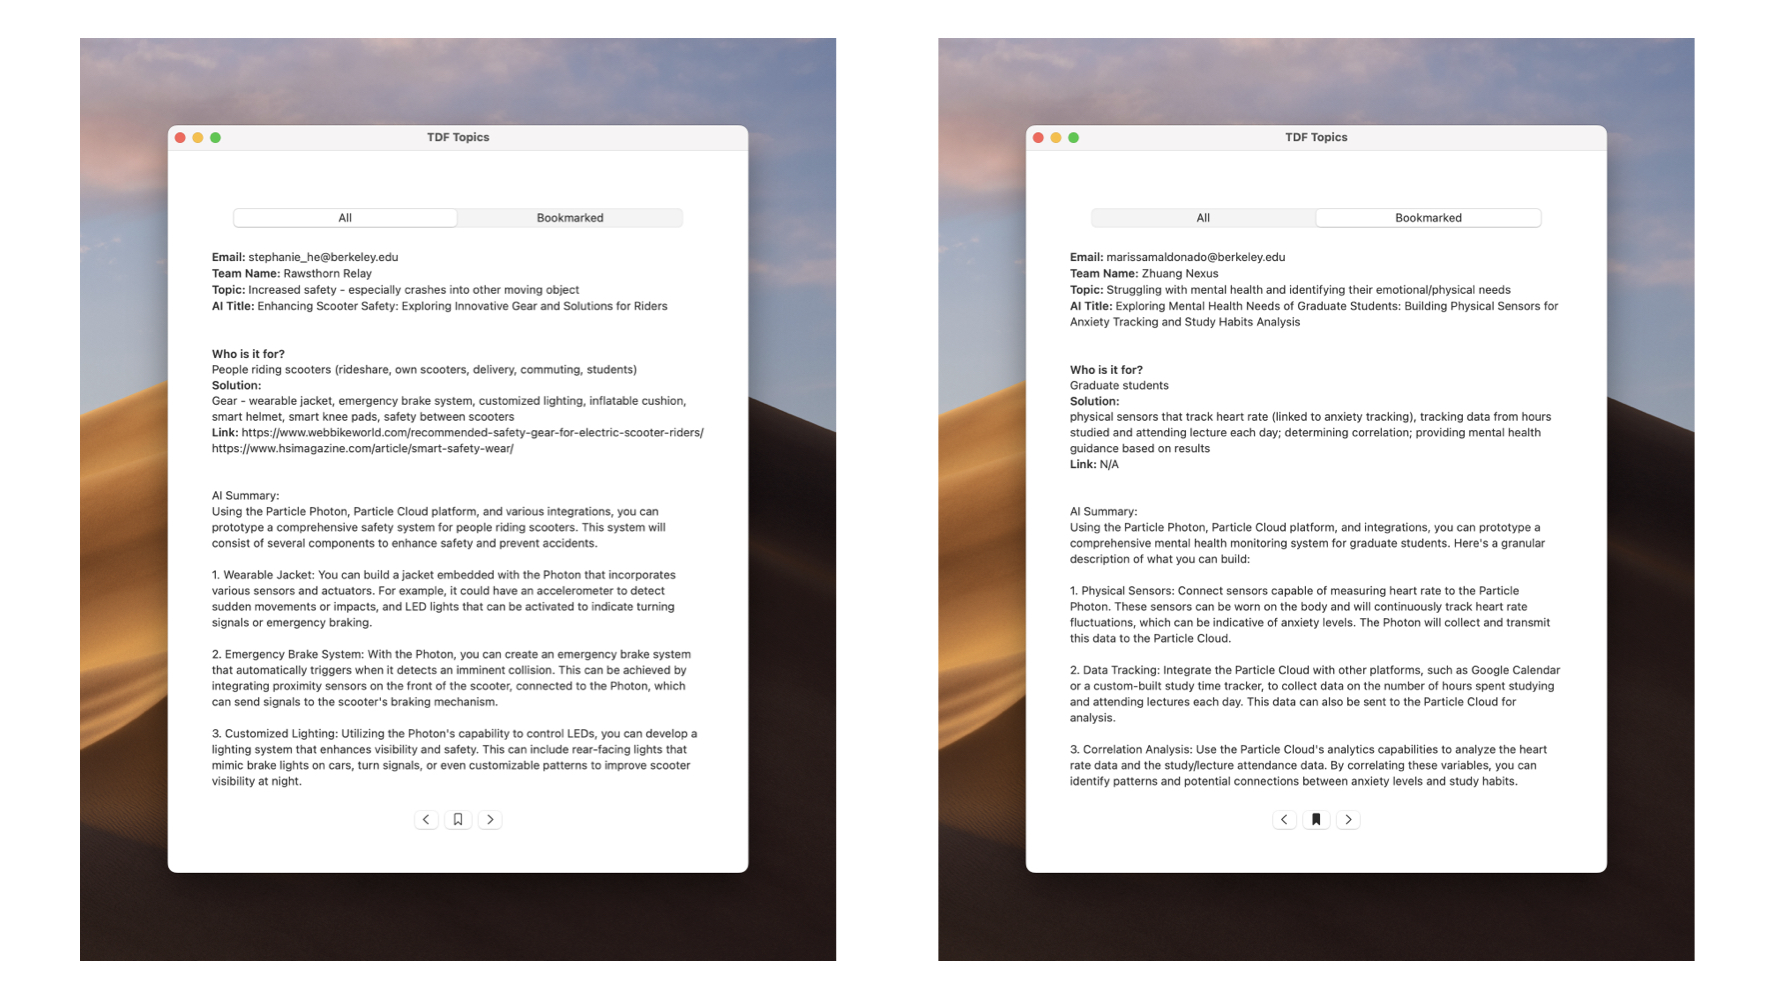 TDF Topics
All
Bookmarked
Email: stephanie_he@berkeley.edu
Team Name: Rawsthorn Relay
Topic: Increased safety - especially crashes into other moving object
AI Title: Enhancing Scooter Safety: Exploring Innovative Gear and Solutions for Riders
Who is it for?
People riding scooters (rideshare, own scooters, delivery, commuting, students)
Solution:
Gear - wearable jacket, emergency brake system, customized lighting, inflatable cushion,
smart helmet, smart knee pads, safety between scooters
Link: https://www.webbikeworld.com/recommended-safety-gear-for-electric-scooter-riders/
https://www.hsimagazine.com/article/smart-safety-wear/
AI Summary:
Using the Particle Photon, Particle Cloud platform, and various integrations, you can
prototype a comprehensive safety system for people riding scooters. This system will
consist of several components to enhance safety and prevent accidents.
1. Wearable Jacket: You can build a jacket embedded with the Photon that incorporates
various sensors and actuators. For example, it could have an accelerometer to detect
sudden movements or impacts, and LED lights that can be activated to indicate turning
signals or emergency braking.
2. Emergency Brake System: With the Photon, you can create an emergency brake system
that automatically triggers when it detects an imminent collision. This can be achieved by
integrating proximity sensors on the front of the scooter, connected to the Photon, which
can send signals to the scooter's braking mechanism.
3. Customized Lighting: Utilizing the Photon's capability to control LEDs, you can develop a
lighting system that enhances visibility and safety. This can include rear-facing lights that
mimic brake lights on cars, turn signals, or even customizable patterns to improve scooter
visibility at night.
TDF Topics
All
Bookmarked
Email: marissamaldonado@berkeley.edu
Team Name: Zhuang Nexus
Topic: Struggling with mental health and identifying their emotional/physical needs
AI Title: Exploring Mental Health Needs of Graduate Students: Building Physical Sensors for
Anxiety Tracking and Study Habits Analysis
Who is it for?
Graduate students
Solution:
physical sensors that track heart rate (linked to anxiety tracking), tracking data from hours
studied and attending lecture each day; determining correlation; providing mental health
guidance based on results
Link: N/A
AI Summary:
Using the Particle Photon, Particle Cloud platform, and integrations, you can prototype a
comprehensive mental health monitoring system for graduate students. Here's a granular
description of what you can build:
1. Physical Sensors: Connect sensors capable of measuring heart rate to the Particle
Photon. These sensors can be worn on the body and will continuously track heart rate
fluctuations, which can be indicative of anxiety levels. The Photon will collect and transmit
this data to the Particle Cloud.
2. Data Tracking: Integrate the Particle Cloud with other platforms, such as Google Calendar
or a custom-built study time tracker, to collect data on the number of hours spent studying
and attending lectures each day. This data can also be sent to the Particle Cloud for
analysis.
3. Correlation Analysis: Use the Particle Cloud's analytics capabilities to analyze the heart
rate data and the study/lecture attendance data. By correlating these variables, you can
identify patterns and potential connections between anxiety levels and study habits.